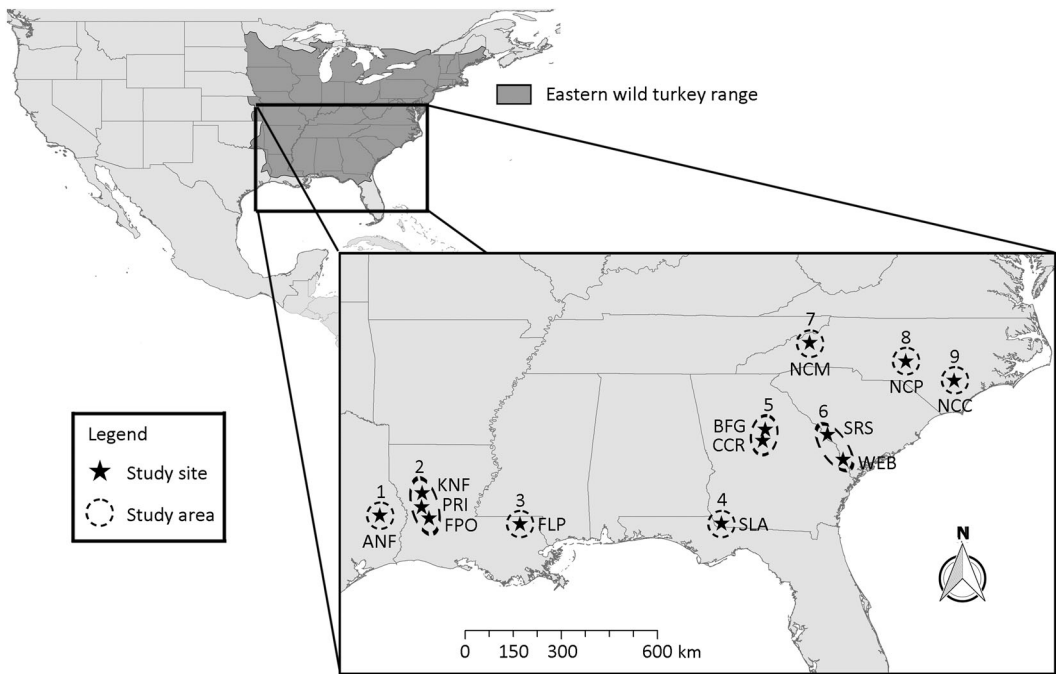 Eastern wild turkey range
Legend
Study site
Study area
1
ANF
2
KNF
PRI
FPO
3
FLP
4
SLA
5
BFG
CCR
6
SRS
WEB
7
NCM
8
NCP
9
NCC
N
0 150 300 600 km